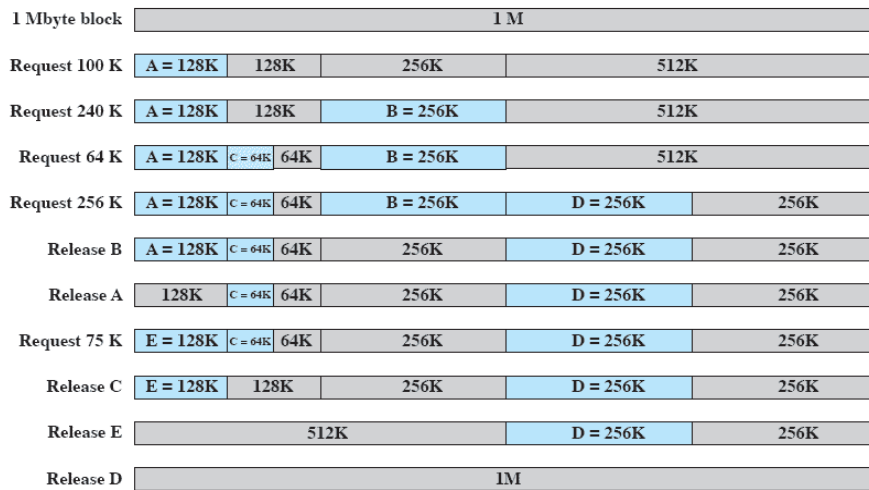 1 Mbyte block 1 M
Request 100 K A = 128K 128K 256K 512K
Request 240 K A = 128K 128K B = 256K 512K
Request 64 K A = 128K C = 64K 64K B = 256K 512K
Request 256 K A = 128K C = 64K 64K B = 256K D = 256K 256K
Release B A = 128K C = 64K 64K 256K D = 256K 256K
Release A 128K C = 64K 64K 256K D = 256K 256K
Request 75 K E = 128K C = 64K 64K 256K D = 256K 256K
Release C E = 128K 128K 256K D = 256K 256K
Release E 512K D = 256K 256K
Release D 1M